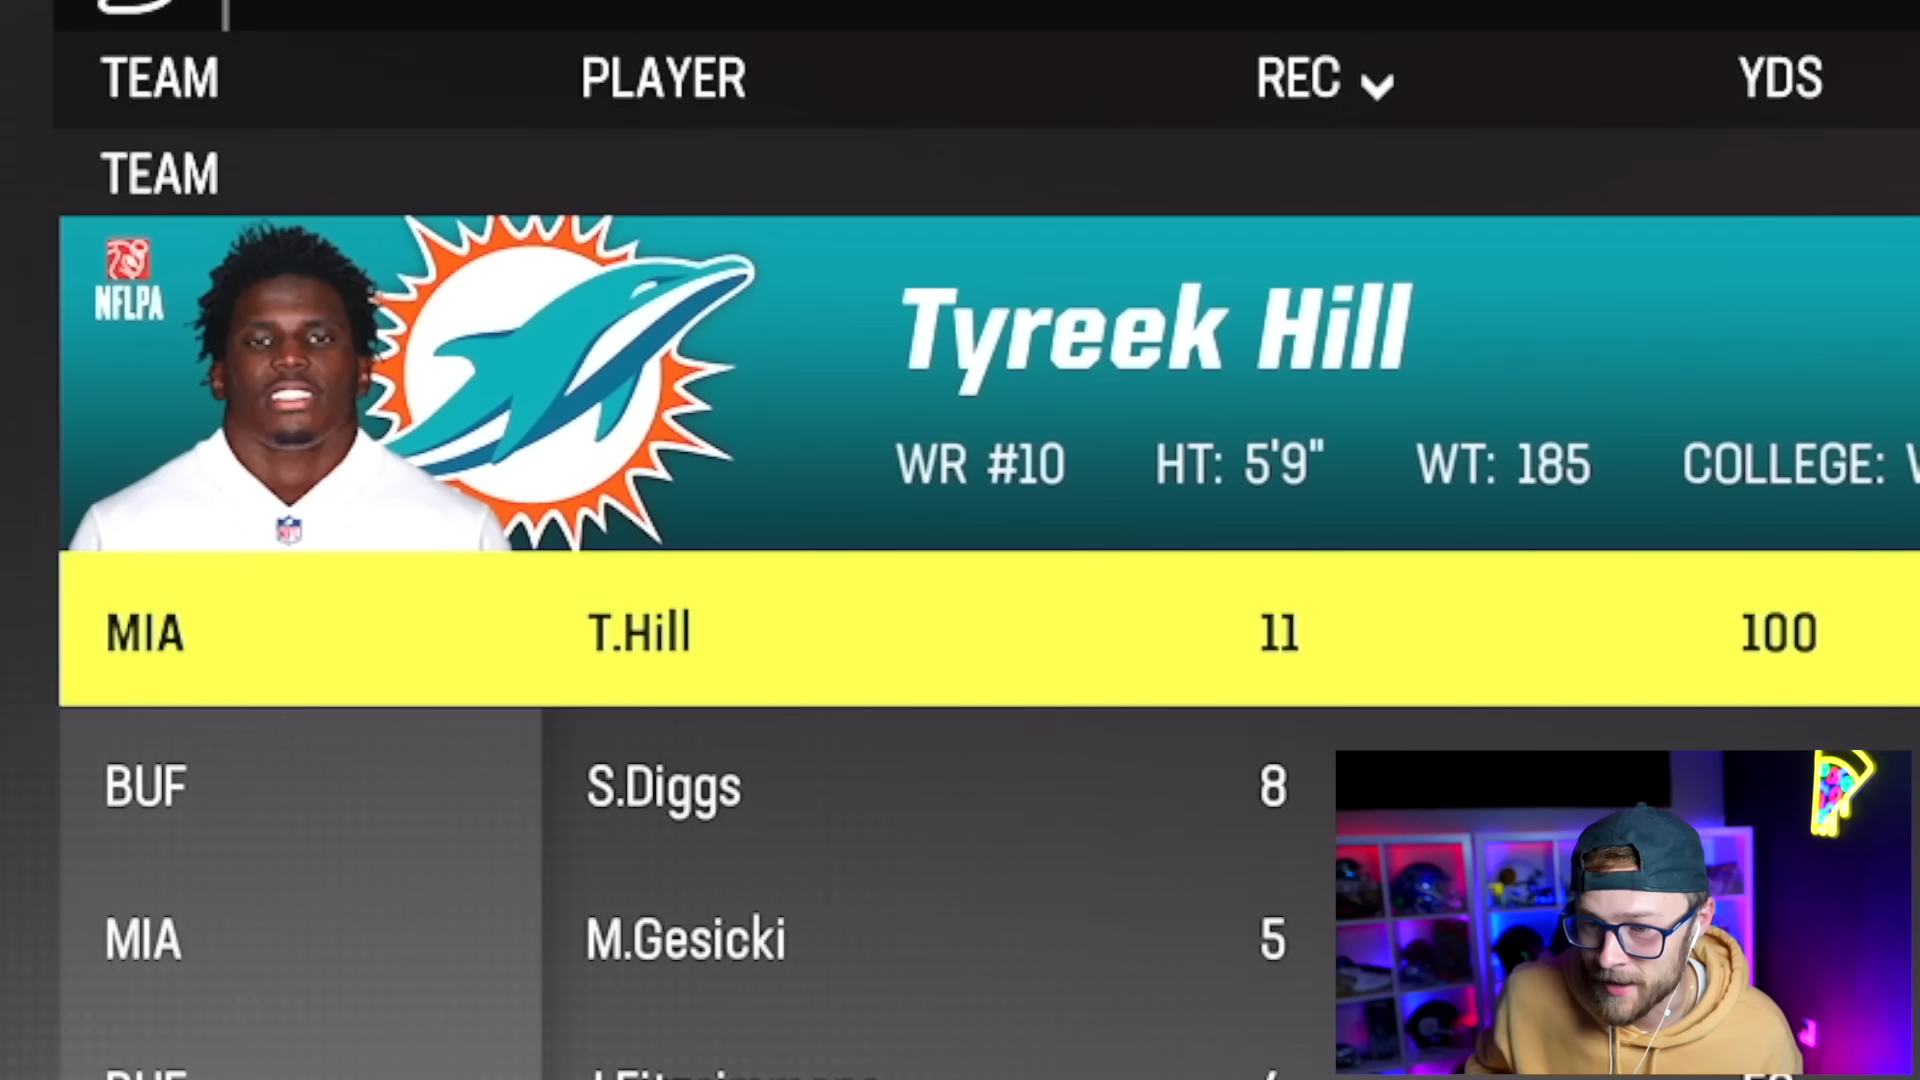 TEAM PLAYER REC YDS
TEAM
NFLPA
Tyreek Hill
WR #10 HT: 5'9" WT: 185 COLLEGE:
MIA T.Hill 11 100
BUF S.Diggs 8
MIA M.Gesicki 5